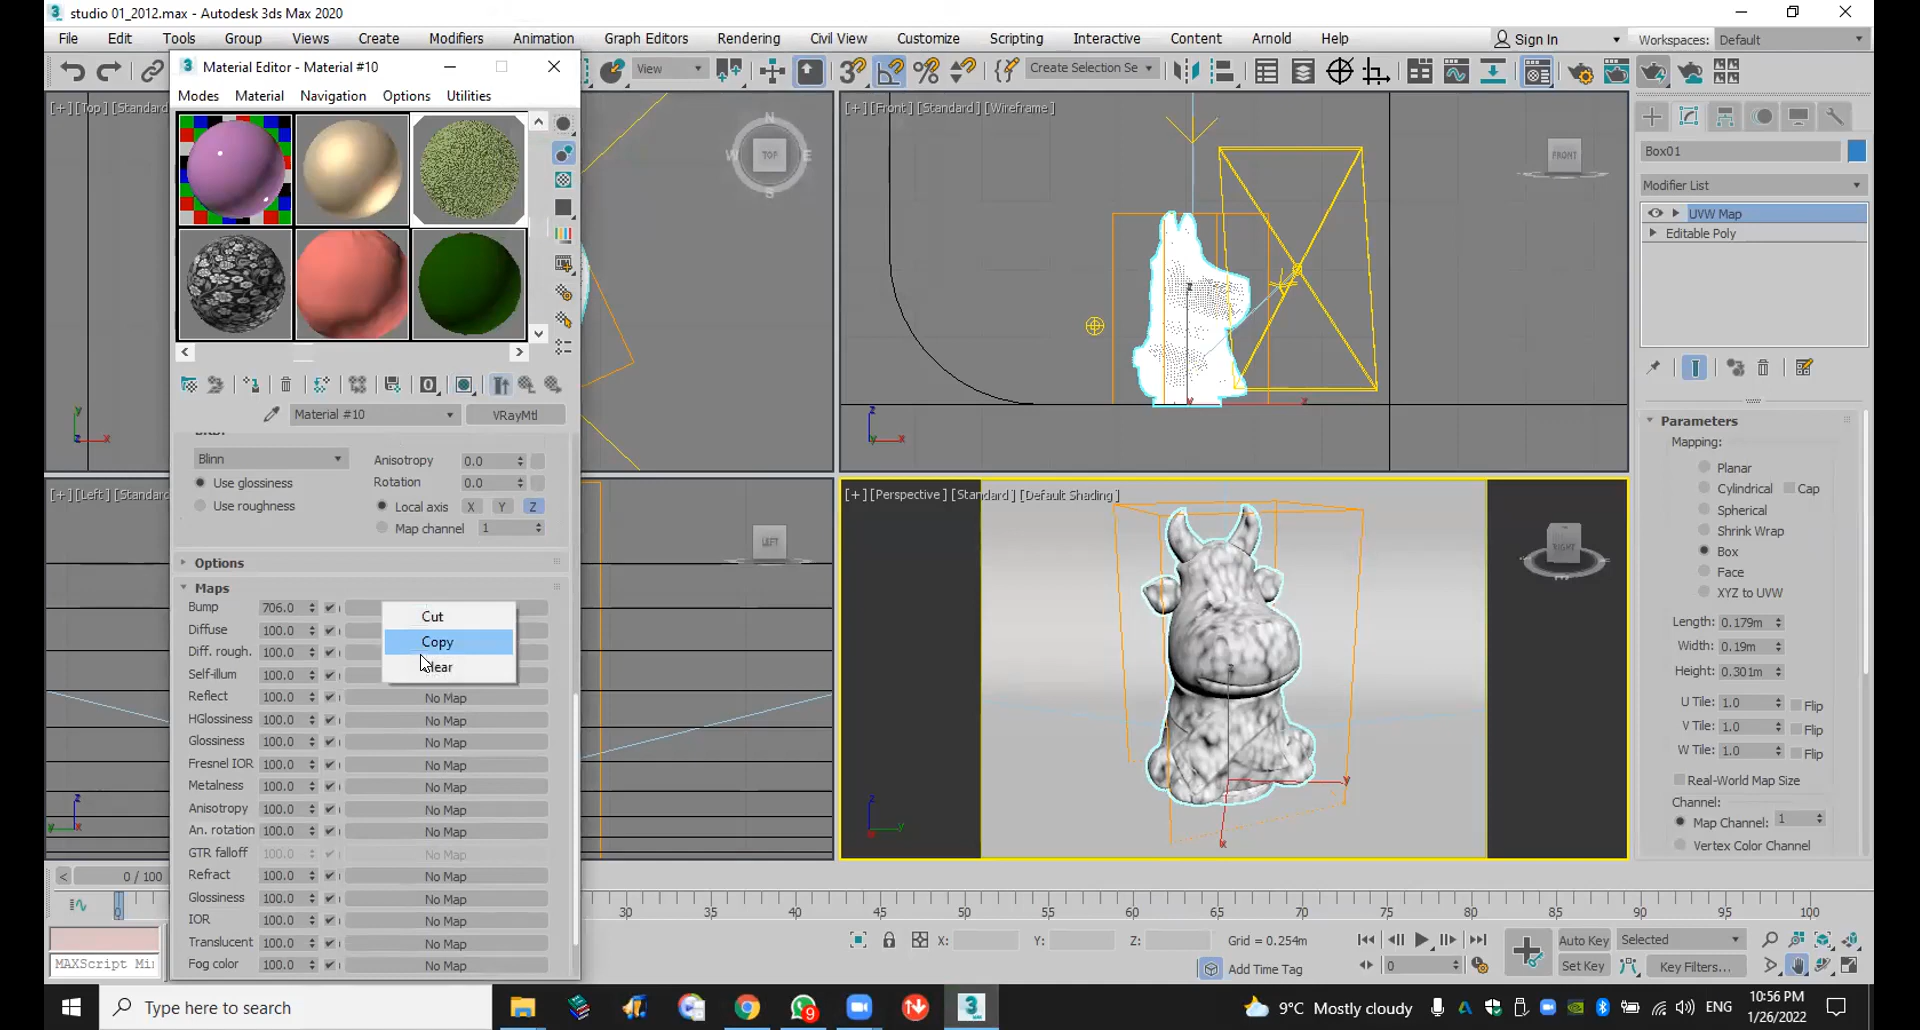 studio 01_2012.max - Autodesk 3ds Max 2020
File Edit Tools Group Views Create Modifiers Animation Graph Editors Rendering Civil View Customize Scripting Interactive Content Arnold Help Sign In Workspaces: Default
Material Editor - Material #10
View
Create Selection Se
Modes Material Navigation Options Utilities
[+] [Top] [Standard
N
W TOP E
S
[+] [Front] [Standard] [Wireframe]
FRONT
z
x
z
y
x
Box01
Modifier List
UVW Map
Editable Poly
Material #10 VRayMtl
Blinn
Anisotropy 0.0
Use glossiness
Rotation 0.0
Use roughness
Local axis X Y Z
Map channel 1
Options
Maps
Bump 706.0
Diffuse 100.0
Diff. rough. 100.0
Self-illum 100.0
Cut
Copy
Reflect 100.0 No Map
HGlossiness 100.0 No Map
Glossiness 100.0 No Map
Fresnel IOR 100.0 No Map
Metalness 100.0 No Map
Anisotropy 100.0 No Map
An. rotation 100.0 No Map
GTR falloff 100.0 No Map
Refract 100.0 No Map
Glossiness 100.0 No Map
IOR 100.0 No Map
Translucent 100.0 No Map
Fog color 100.0 No Map
[+] [Left] [Standard
LEFT
z
y
[+] [Perspective] [Standard] [Default Shading]
RIGHT
z
y
x
Parameters
Mapping:
Planar
Cylindrical Cap
Spherical
Shrink Wrap
Box
Face
XYZ to UVW
Length: 0.179m
Width: 0.19m
Height: 0.301m
U Tile: 1.0 Flip
V Tile: 1.0 Flip
W Tile: 1.0 Flip
Real-World Map Size
Channel:
Map Channel: 1
Vertex Color Channel
< 0 / 100
0 30 35 40 45 50 55 60 65 70 75 80 85 90 95 100
X: Y: Z: Grid = 0.254m
Auto Key Selected
MAXScript Mi
Add Time Tag
0
Set Key Key Filters...
Type here to search
9
9°C Mostly cloudy ENG
10:56 PM
1/26/2022